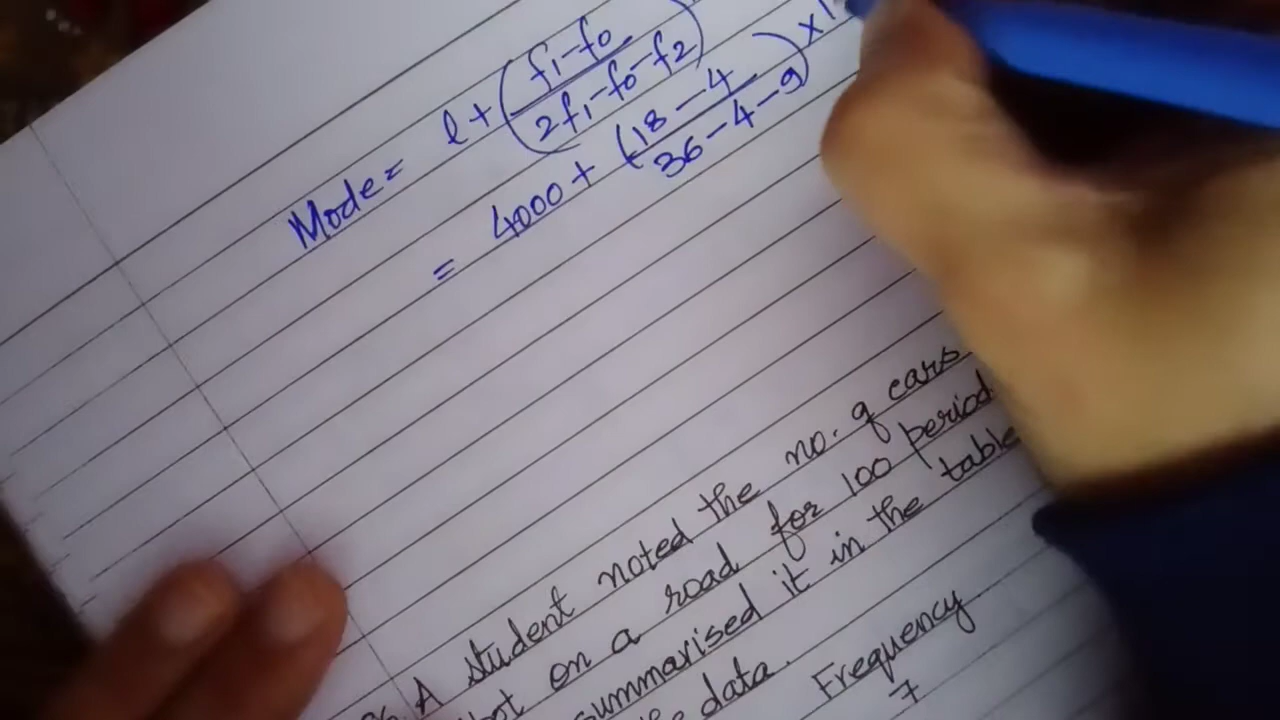 Mode = l + (f1-f0 / 2f1-f0-f2)
= 4000 + (18-4 / 36-4-9) × 1
A student noted the no. of cars
on a road for 100 period
summarised it in the table
data.
Frequency
7